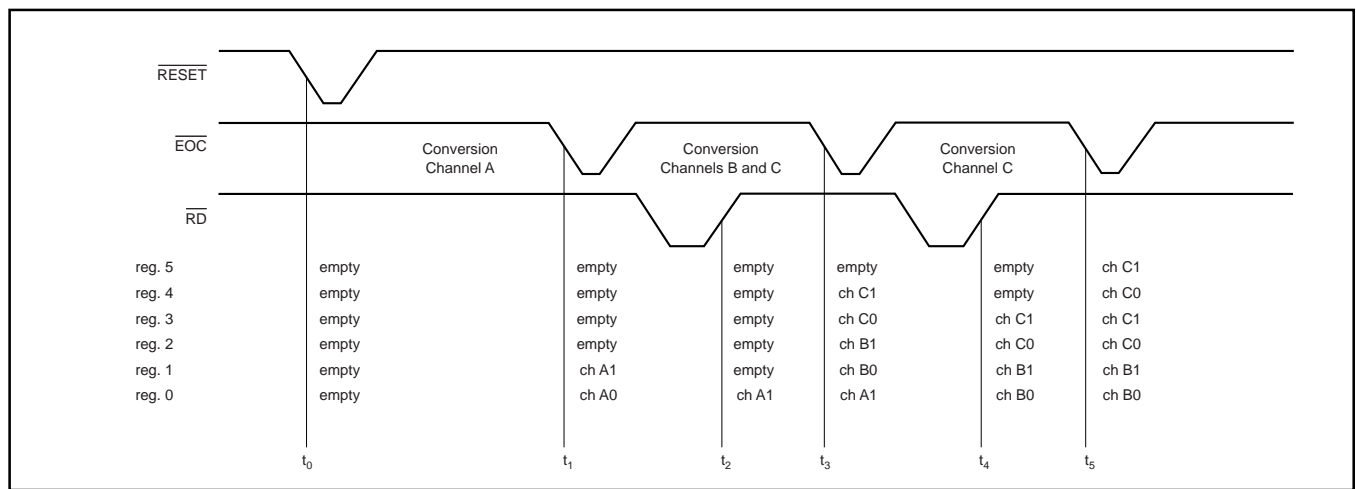 RESET
EOC
Conversion
Channel A
Conversion
Channels B and C
Conversion
Channel C
RD
reg. 5 empty empty empty empty empty ch C1
reg. 4 empty empty empty ch C1 empty ch C0
reg. 3 empty empty empty ch C0 ch C1 ch C1
reg. 2 empty empty empty ch B1 ch C0 ch C0
reg. 1 empty ch A1 empty ch B0 ch B1 ch B1
reg. 0 empty ch A0 ch A1 ch A1 ch B0 ch B0
t0 t1 t2 t3 t4 t5